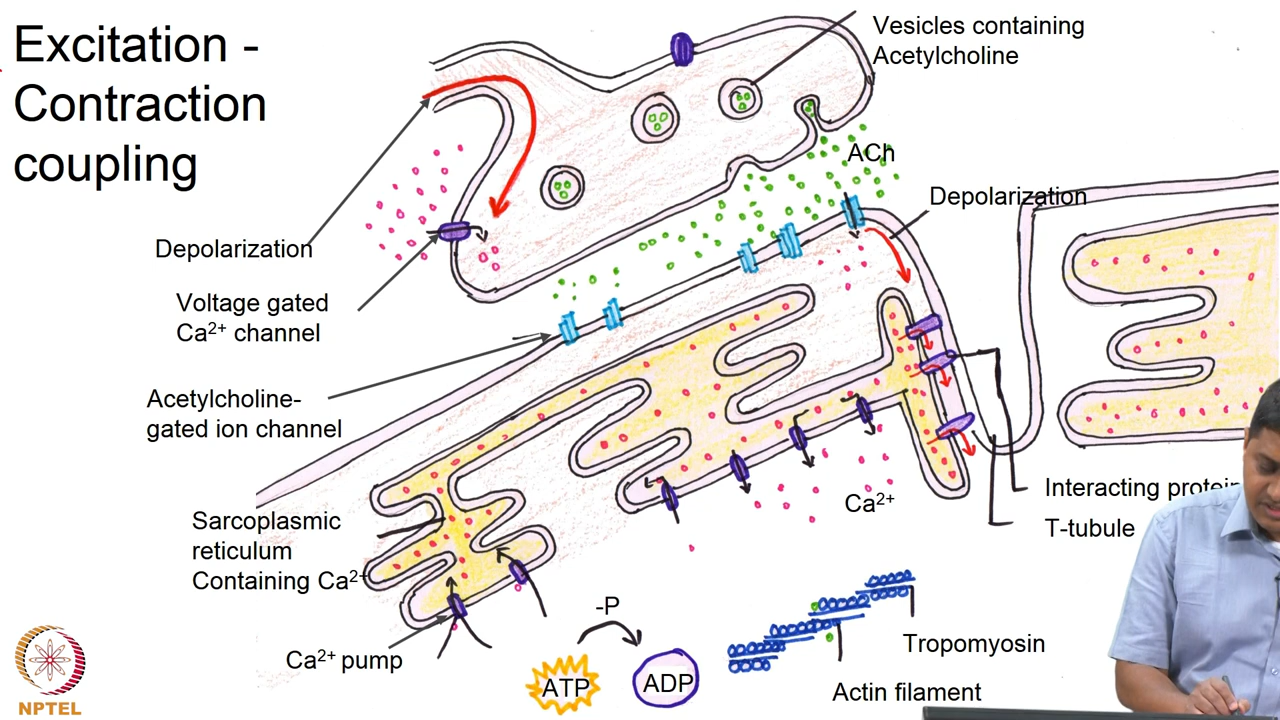 Excitation -
Contraction
coupling
Vesicles containing
Acetylcholine
ACh
Depolarization
Depolarization
Voltage gated
Ca²⁺ channel
Acetylcholine-
gated ion channel
Ca²⁺
Interacting protein
T-tubule
Sarcoplasmic
reticulum
Containing Ca²⁺
-P
Ca²⁺ pump
ATP
ADP
Tropomyosin
Actin filament
NPTEL